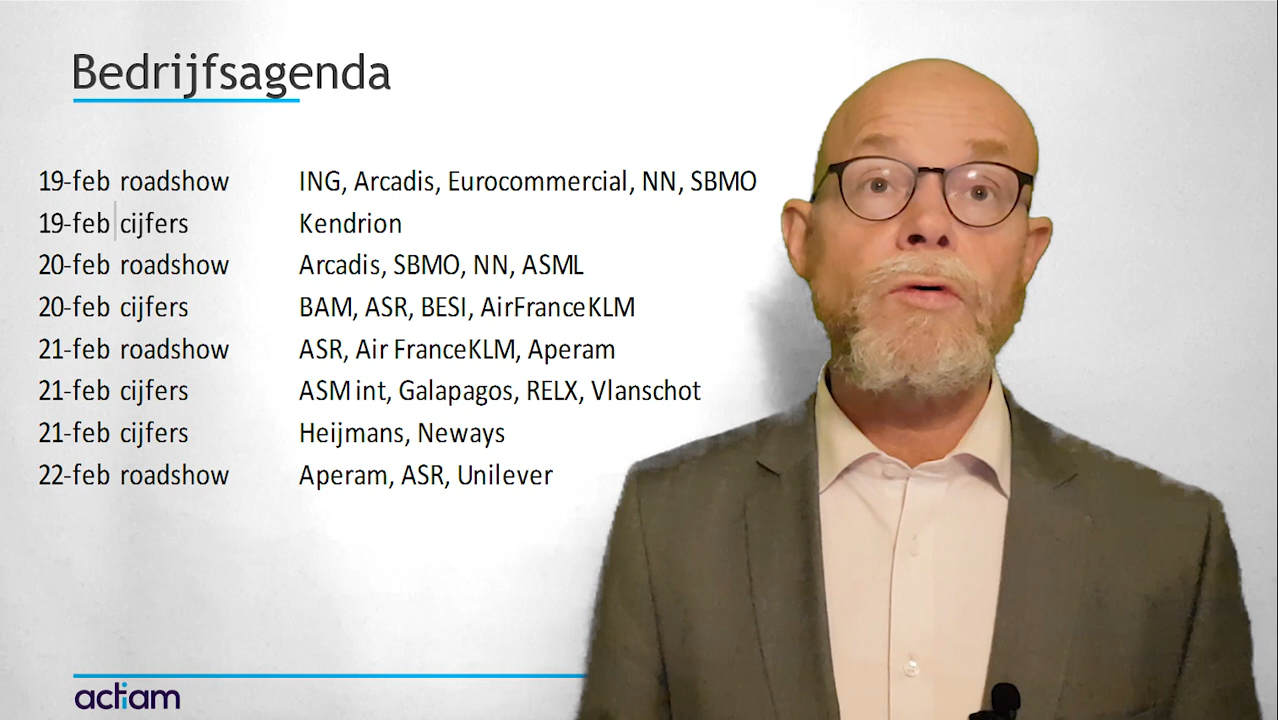 Bedrijfsagenda
19-feb roadshow ING, Arcadis, Eurocommercial, NN, SBMO
19-feb cijfers Kendrion
20-feb roadshow Arcadis, SBMO, NN, ASML
20-feb cijfers BAM, ASR, BESI, AirFranceKLM
21-feb roadshow ASR, Air FranceKLM, Aperam
21-feb cijfers ASM int, Galapagos, RELX, Vlanschot
21-feb cijfers Heijmans, Neways
22-feb roadshow Aperam, ASR, Unilever
actiam